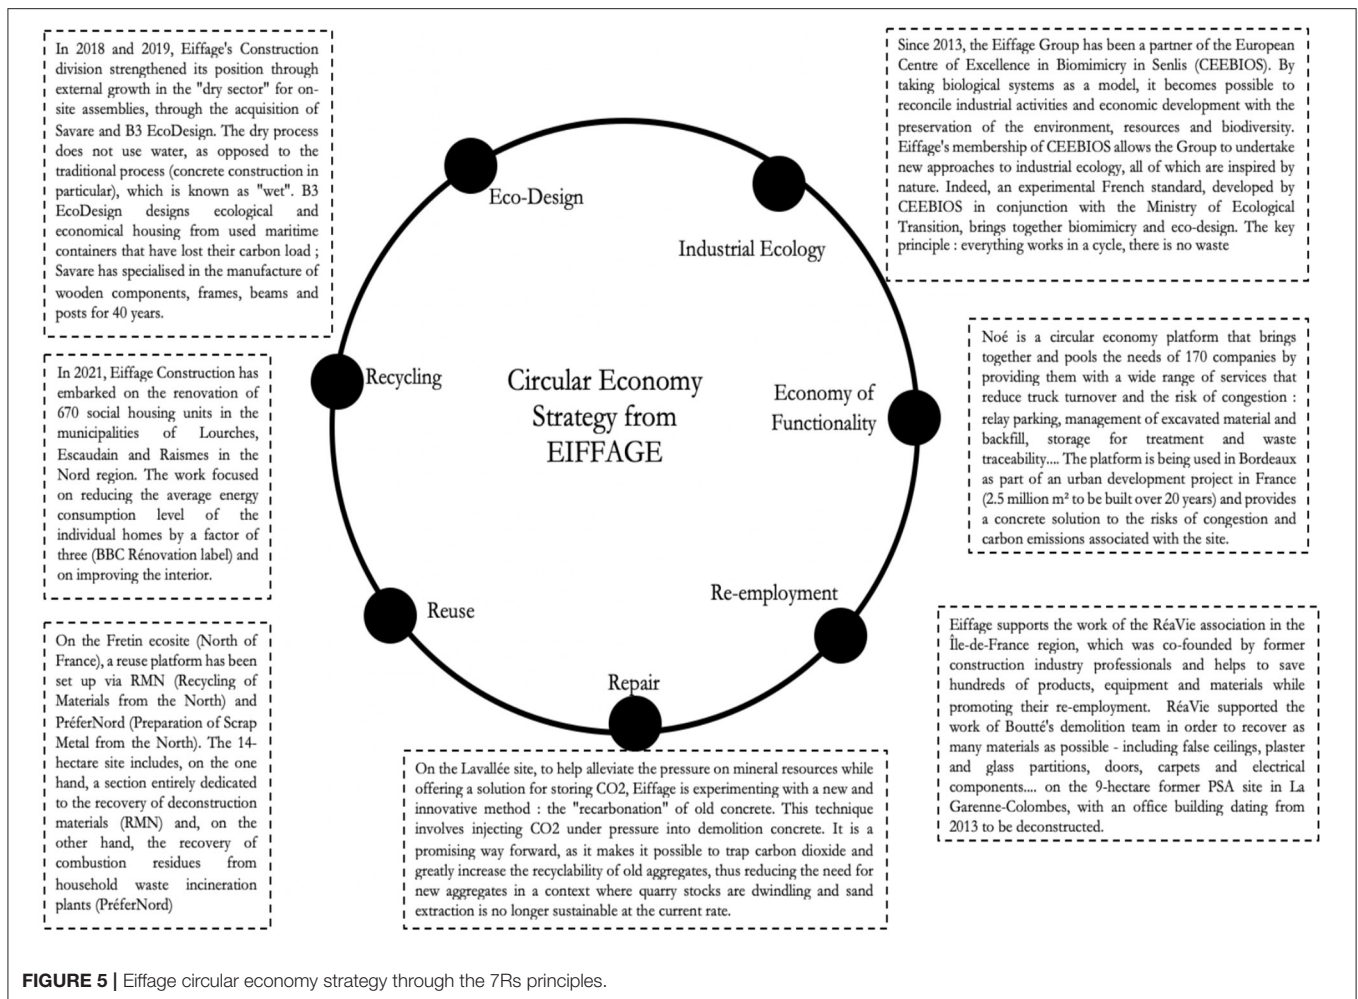 In 2018 and 2019, Eiffage's Construction
division strengthened its position through
external growth in the "dry sector" for on-
site assemblies, through the acquisition of
Savare and B3 EcoDesign. The dry process
does not use water, as opposed to the
traditional process (concrete construction in
particular), which is known as "wet". B3
EcoDesign designs ecological and
economical housing from used maritime
containers that have lost their carbon load ;
Savare has specialised in the manufacture of
wooden components, frames, beams and
posts for 40 years.
Since 2013, the Eiffage Group has been a partner of the European
Centre of Excellence in Biomimicry in Senlis (CEEBIOS). By
taking biological systems as a model, it becomes possible to
reconcile industrial activities and economic development with the
preservation of the environment, resources and biodiversity.
Eiffage's membership of CEEBIOS allows the Group to undertake
new approaches to industrial ecology, all of which are inspired by
nature. Indeed, an experimental French standard, developed by
CEEBIOS in conjunction with the Ministry of Ecological
Transition, brings together biomimicry and eco-design. The key
principle : everything works in a cycle, there is no waste
Eco-Design
Industrial Ecology
Recycling
Circular Economy
Strategy from
EIFFAGE
Economy of
Functionality
Noé is a circular economy platform that brings
together and pools the needs of 170 companies by
providing them with a wide range of services that
reduce truck turnover and the risk of congestion :
relay parking, management of excavated material and
backfill, storage for treatment and waste
traceability.... The platform is being used in Bordeaux
as part of an urban development project in France
(2.5 million m² to be built over 20 years) and provides
a concrete solution to the risks of congestion and
carbon emissions associated with the site.
In 2021, Eiffage Construction has
embarked on the renovation of
670 social housing units in the
municipalities of Lourches,
Escaudain and Raismes in the
Nord region. The work focused
on reducing the average energy
consumption level of the
individual homes by a factor of
three (BBC Rénovation label) and
on improving the interior.
Reuse
Re-employment
Repair
On the Fretin ecosite (North of
France), a reuse platform has been
set up via RMN (Recycling of
Materials from the North) and
PréferNord (Preparation of Scrap
Metal from the North). The 14-
hectare site includes, on the one
hand, a section entirely dedicated
to the recovery of deconstruction
materials (RMN) and, on the
other hand, the recovery of
combustion residues from
household waste incineration
plants (PréferNord)
Eiffage supports the work of the RéaVie association in the
Île-de-France region, which was co-founded by former
construction industry professionals and helps to save
hundreds of products, equipment and materials while
promoting their re-employment. RéaVie supported the
work of Boutté's demolition team in order to recover as
many materials as possible - including false ceilings, plaster
and glass partitions, doors, carpets and electrical
components.... on the 9-hectare former PSA site in La
Garenne-Colombes, with an office building dating from
2013 to be deconstructed.
On the Lavallée site, to help alleviate the pressure on mineral resources while
offering a solution for storing CO2, Eiffage is experimenting with a new and
innovative method : the "recarbonation" of old concrete. This technique
involves injecting CO2 under pressure into demolition concrete. It is a
promising way forward, as it makes it possible to trap carbon dioxide and
greatly increase the recyclability of old aggregates, thus reducing the need for
new aggregates in a context where quarry stocks are dwindling and sand
extraction is no longer sustainable at the current rate.
FIGURE 5 | Eiffage circular economy strategy through the 7Rs principles.